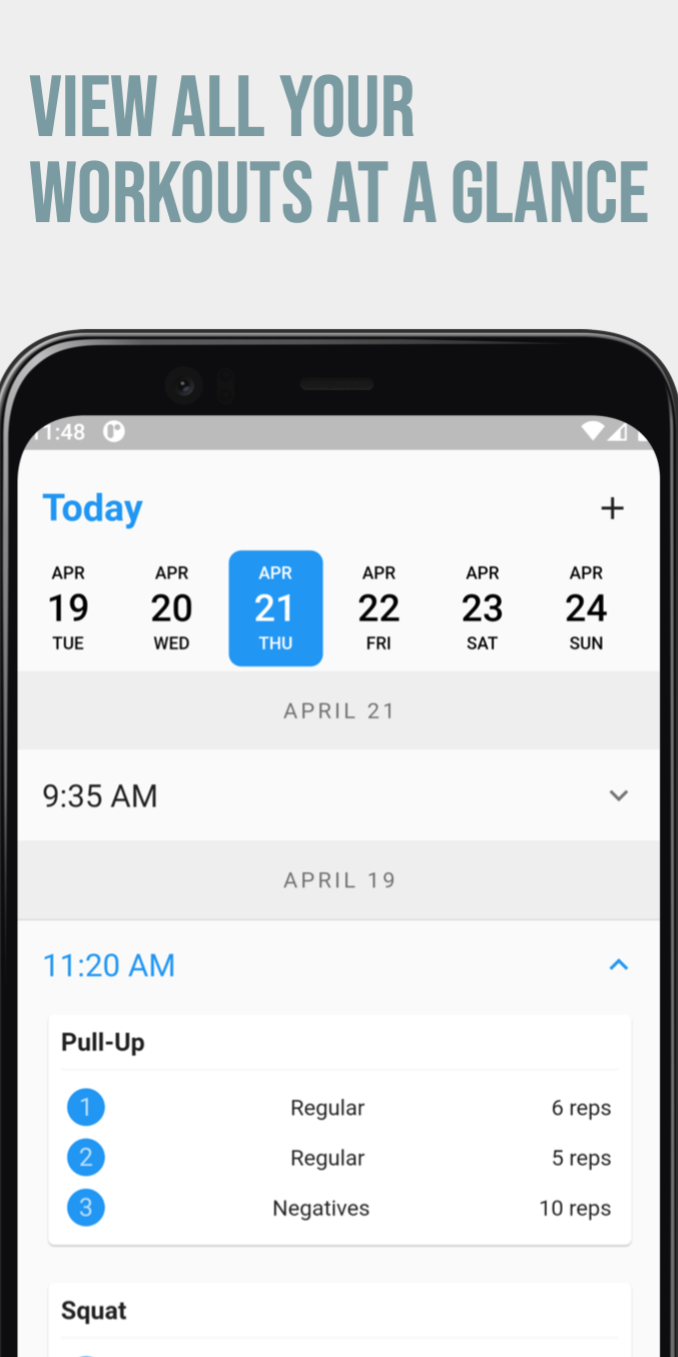 VIEW ALL YOUR
WORKOUTS AT A GLANCE
11:48
Today
+
APR APR APR APR APR APR
19 20 21 22 23 24
TUE WED THU FRI SAT SUN
APRIL 21
9:35 AM
APRIL 19
11:20 AM
Pull-Up
1 Regular 6 reps
2 Regular 5 reps
3 Negatives 10 reps
Squat